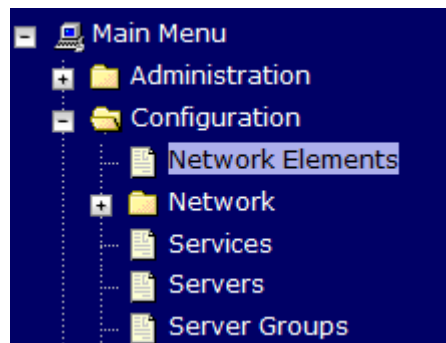 Main Menu
Administration
Configuration
Network Elements
Network
Services
Servers
Server Groups